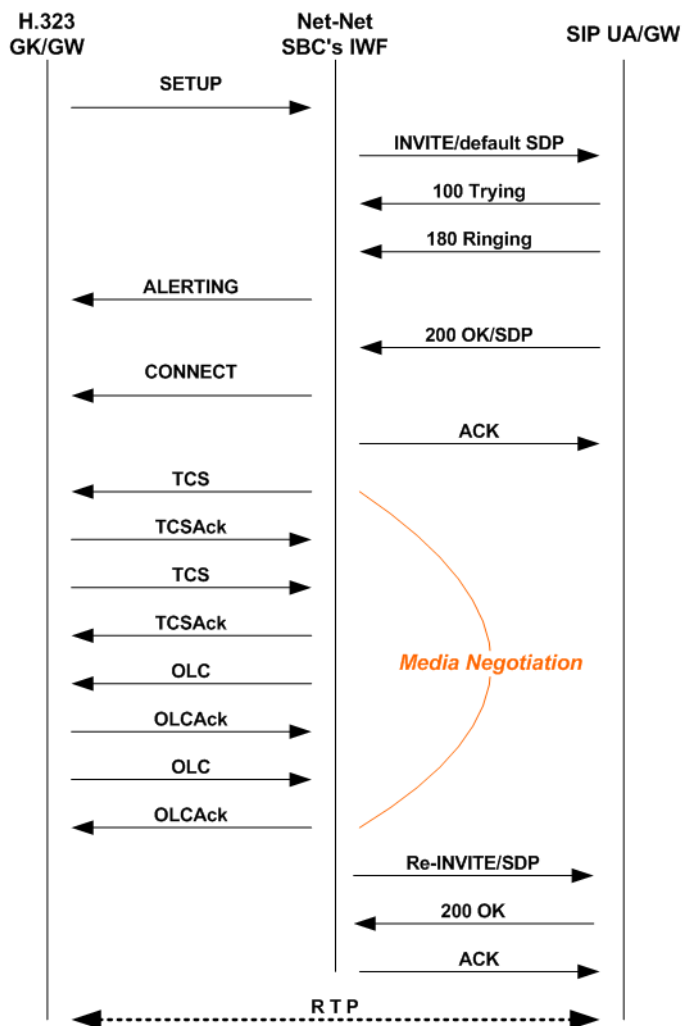 H.323
GK/GW
Net-Net
SBC's IWF
SIP UA/GW
SETUP
INVITE/default SDP
100 Trying
180 Ringing
ALERTING
200 OK/SDP
CONNECT
ACK
TCS
TCSAck
TCS
TCSAck
Media Negotiation
OLC
OLCAck
OLC
OLCAck
Re-INVITE/SDP
200 OK
ACK
R T P